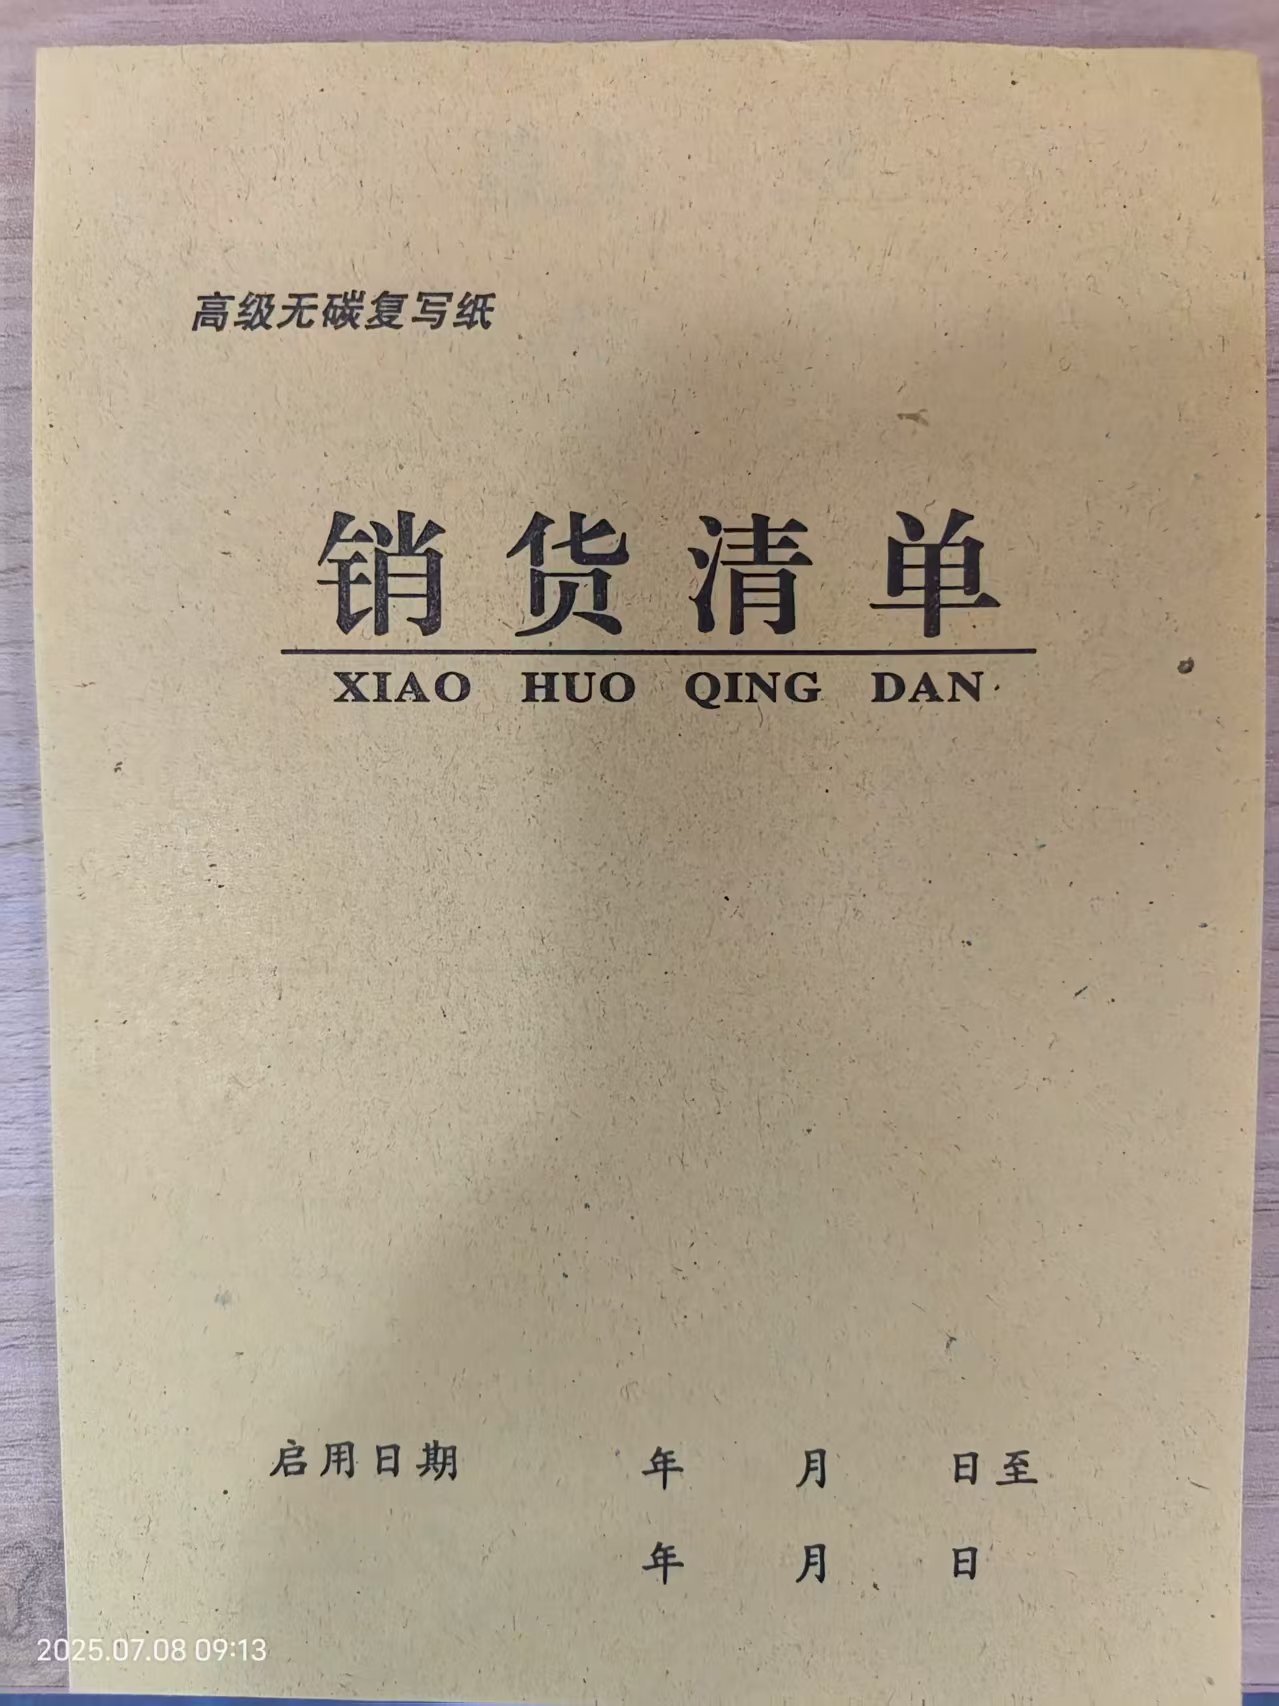 高级无碳复写纸
销货清单
XIAO HUO QING DAN
启用日期 年 月 日至
年 月 日
2025.07.08 09:13